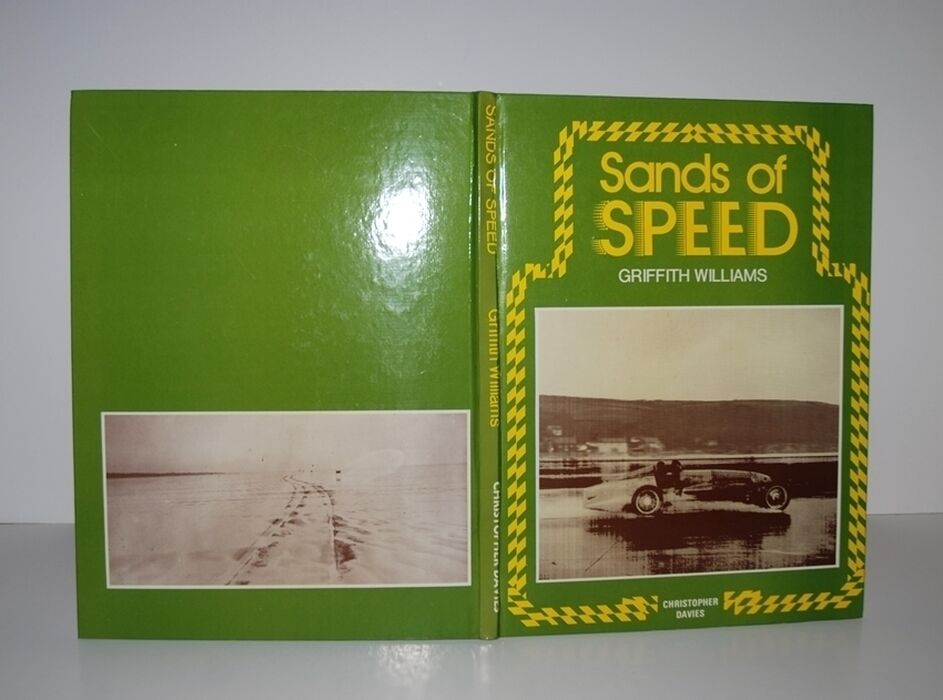 SANDS OF SPEED
Griffith Williams
CHRISTOPHER DAVIES
Sands of
SPEED
GRIFFITH WILLIAMS
CHRISTOPHER
DAVIES